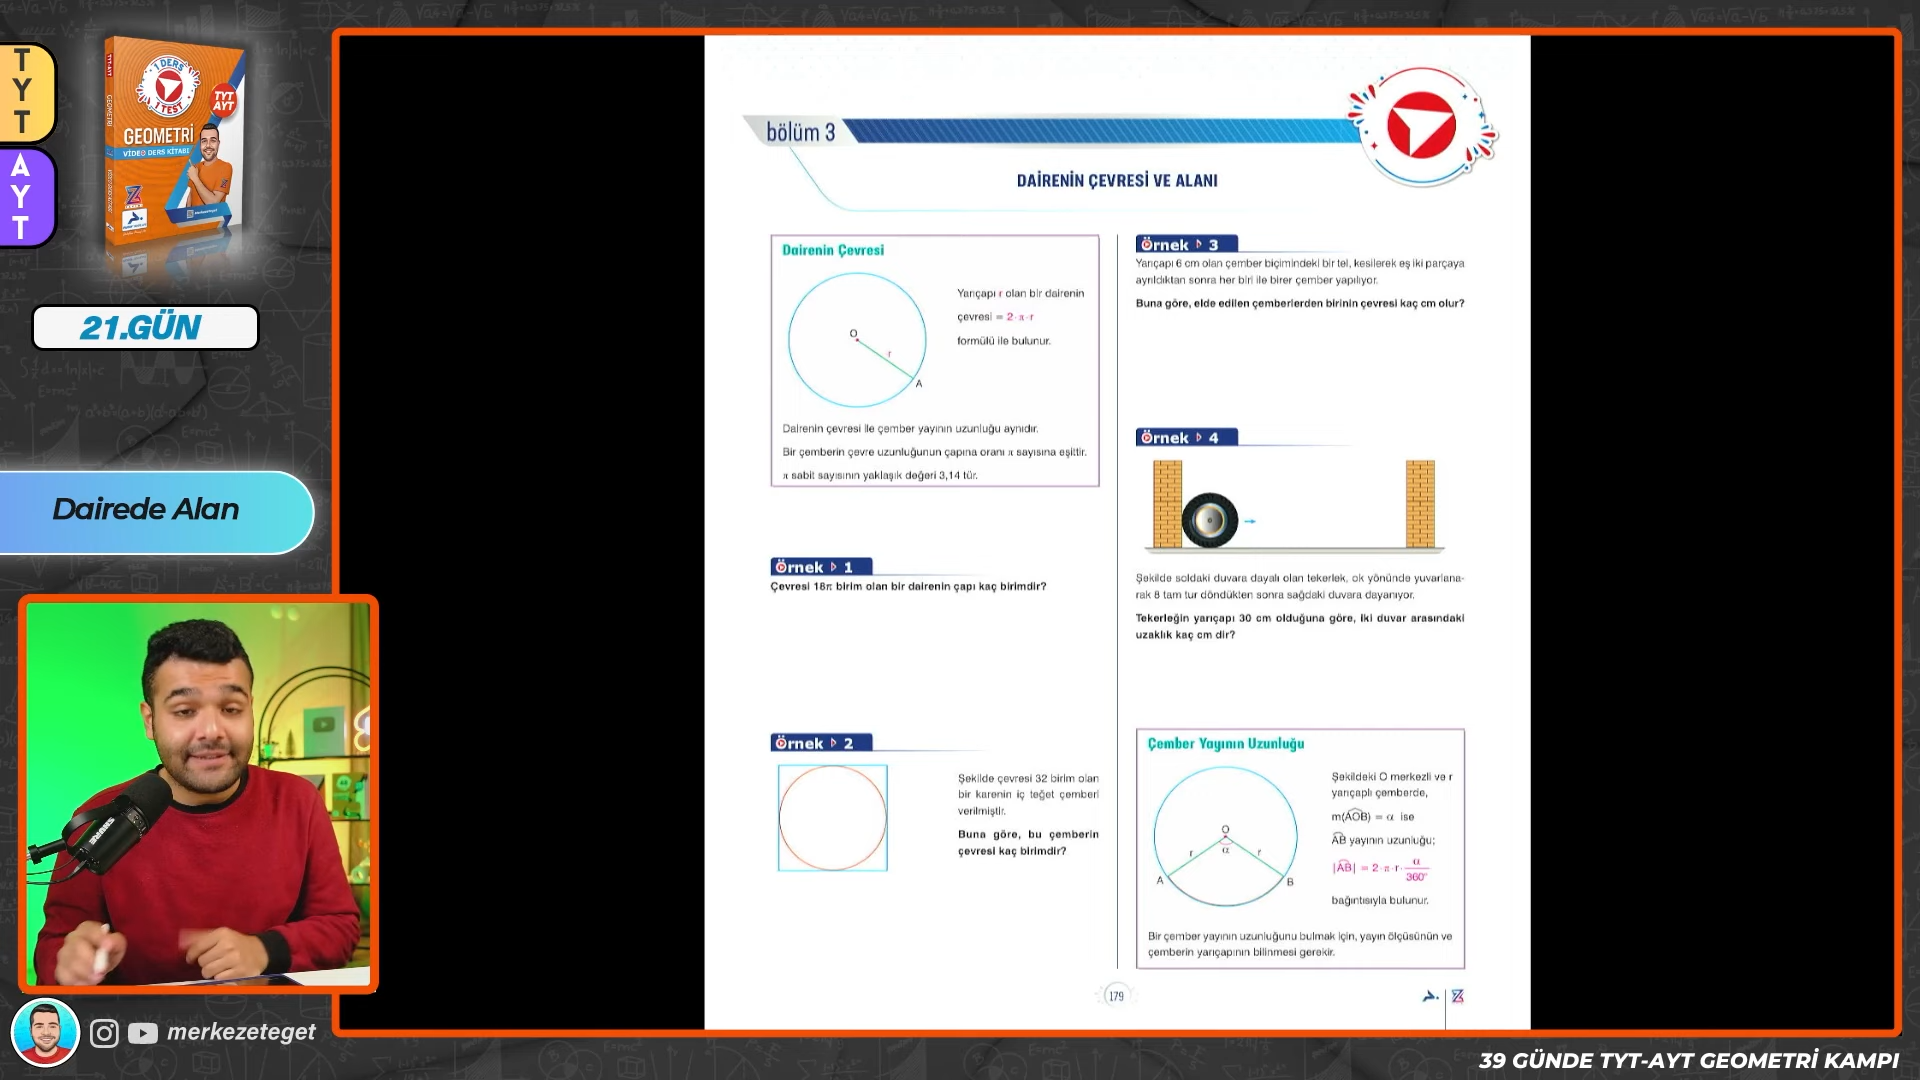 TYT
AYT
1 DERS
1 TEST
TYT
AYT
GEOMETRİ
VİDEO DERS KİTABI
merkezeteget
21.GÜN
Dairede Alan
merkezeteget
bölüm 3
DAİRENİN ÇEVRESİ VE ALANI
Dairenin Çevresi
O
r
A
Yarıçapı r olan bir dairenin
çevresi = 2·π·r
formülü ile bulunur.
Dairenin çevresi ile çember yayının uzunluğu aynıdır.
Bir çemberin çevre uzunluğunun çapına oranı π sayısına eşittir.
π sabit sayısının yaklaşık değeri 3,14 tür.
Örnek 1
Çevresi 18π birim olan bir dairenin çapı kaç birimdir?
Örnek 2
Şekilde çevresi 32 birim olan
bir karenin iç teğet çemberi
verilmiştir.
Buna göre, bu çemberin
çevresi kaç birimdir?
Örnek 3
Yarıçapı 6 cm olan çember biçimindeki bir tel, kesilerek eş iki parçaya
ayrıldıktan sonra her biri ile birer çember yapılıyor.
Buna göre, elde edilen çemberlerden birinin çevresi kaç cm olur?
Örnek 4
Şekilde soldaki duvara dayalı olan tekerlek, ok yönünde yuvarlana-
rak 8 tam tur döndükten sonra sağdaki duvara dayanıyor.
Tekerleğin yarıçapı 30 cm olduğuna göre, iki duvar arasındaki
uzaklık kaç cm dir?
Çember Yayının Uzunluğu
O
r α r
A B
Şekildeki O merkezli ve r
yarıçaplı çemberde,
m(AOB) = α ise
AB yayının uzunluğu;
|AB| = 2·π·r·α/360°
bağıntısıyla bulunur.
Bir çember yayının uzunluğunu bulmak için, yayın ölçüsünün ve
çemberin yarıçapının bilinmesi gerekir.
179
39 GÜNDE TYT-AYT GEOMETRİ KAMPI